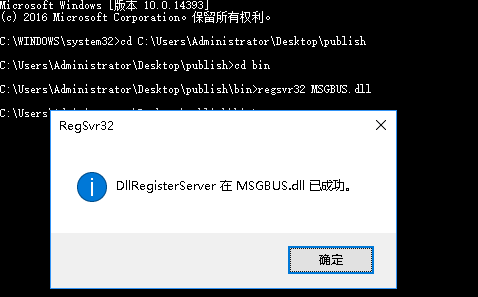 Microsoft Windows [版本 10.0.14393]
(c) 2016 Microsoft Corporation。保留所有权利。
C:\WINDOWS\system32>cd C:\Users\Administrator\Desktop\publish
C:\Users\Administrator\Desktop\publish>cd bin
C:\Users\Administrator\Desktop\publish\bin>regsvr32 MSGBUS.dll
C:\
RegSvr32
DllRegisterServer 在 MSGBUS.dll 已成功。
确定